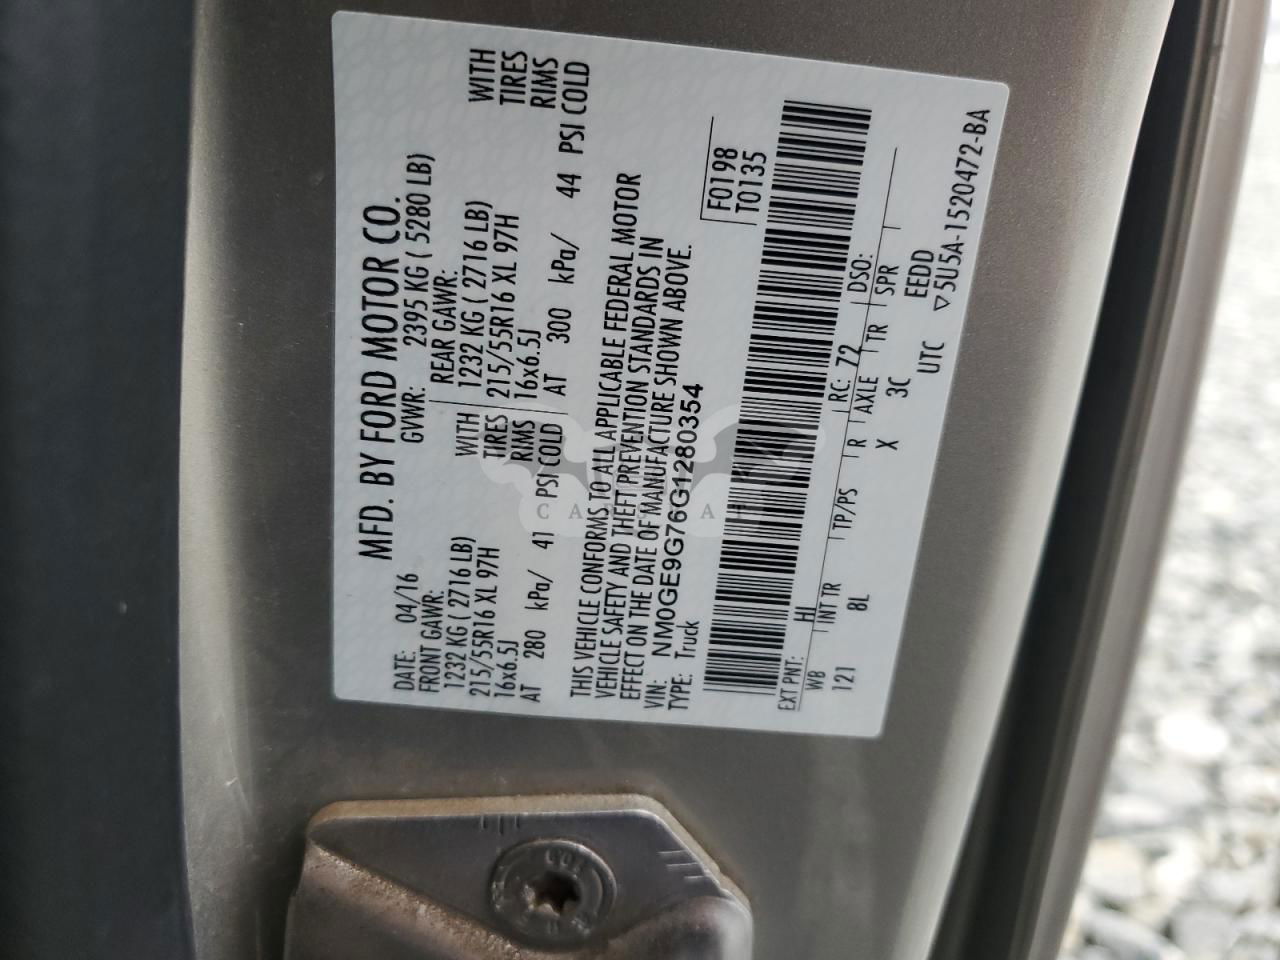 MFD. BY FORD MOTOR CO.
DATE: 04/16 GVWR: 2395 KG ( 5280 LB)
FRONT GAWR: REAR GAWR:
1232 KG ( 2716 LB) WITH 1232 KG ( 2716 LB) WITH
215/55R16 XL 97H TIRES 215/55R16 XL 97H TIRES
16x6.5J RIMS 16x6.5J RIMS
AT 280 kPa/ 41 PSI COLD AT 300 kPa/ 44 PSI COLD
THIS VEHICLE CONFORMS TO ALL APPLICABLE FEDERAL MOTOR
VEHICLE SAFETY AND THEFT PREVENTION STANDARDS IN
EFFECT ON THE DATE OF MANUFACTURE SHOWN ABOVE.
VIN: NM0GE9G76G1280354 F0198
TYPE: Truck T0135
EXT PNT: HL RC: 72 DSO:
WB INT TR TP/PS R AXLE TR SPR
121 8L X 3C EEDD
UTC ▽5U5A-1520472-BA
CARCAT